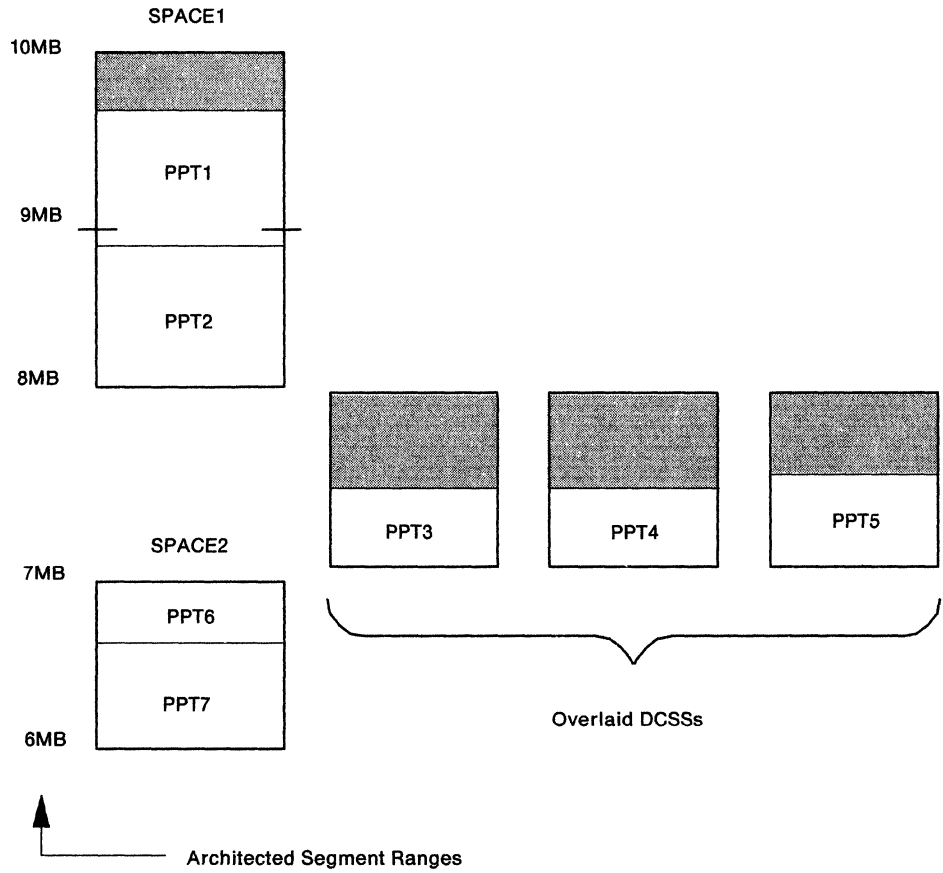 SPACE1
10MB
PPT1
9MB
PPT2
8MB
PPT3
PPT4
PPT5
SPACE2
7MB
PPT6
PPT7
6MB
Overlaid DCSSs
Architected Segment Ranges